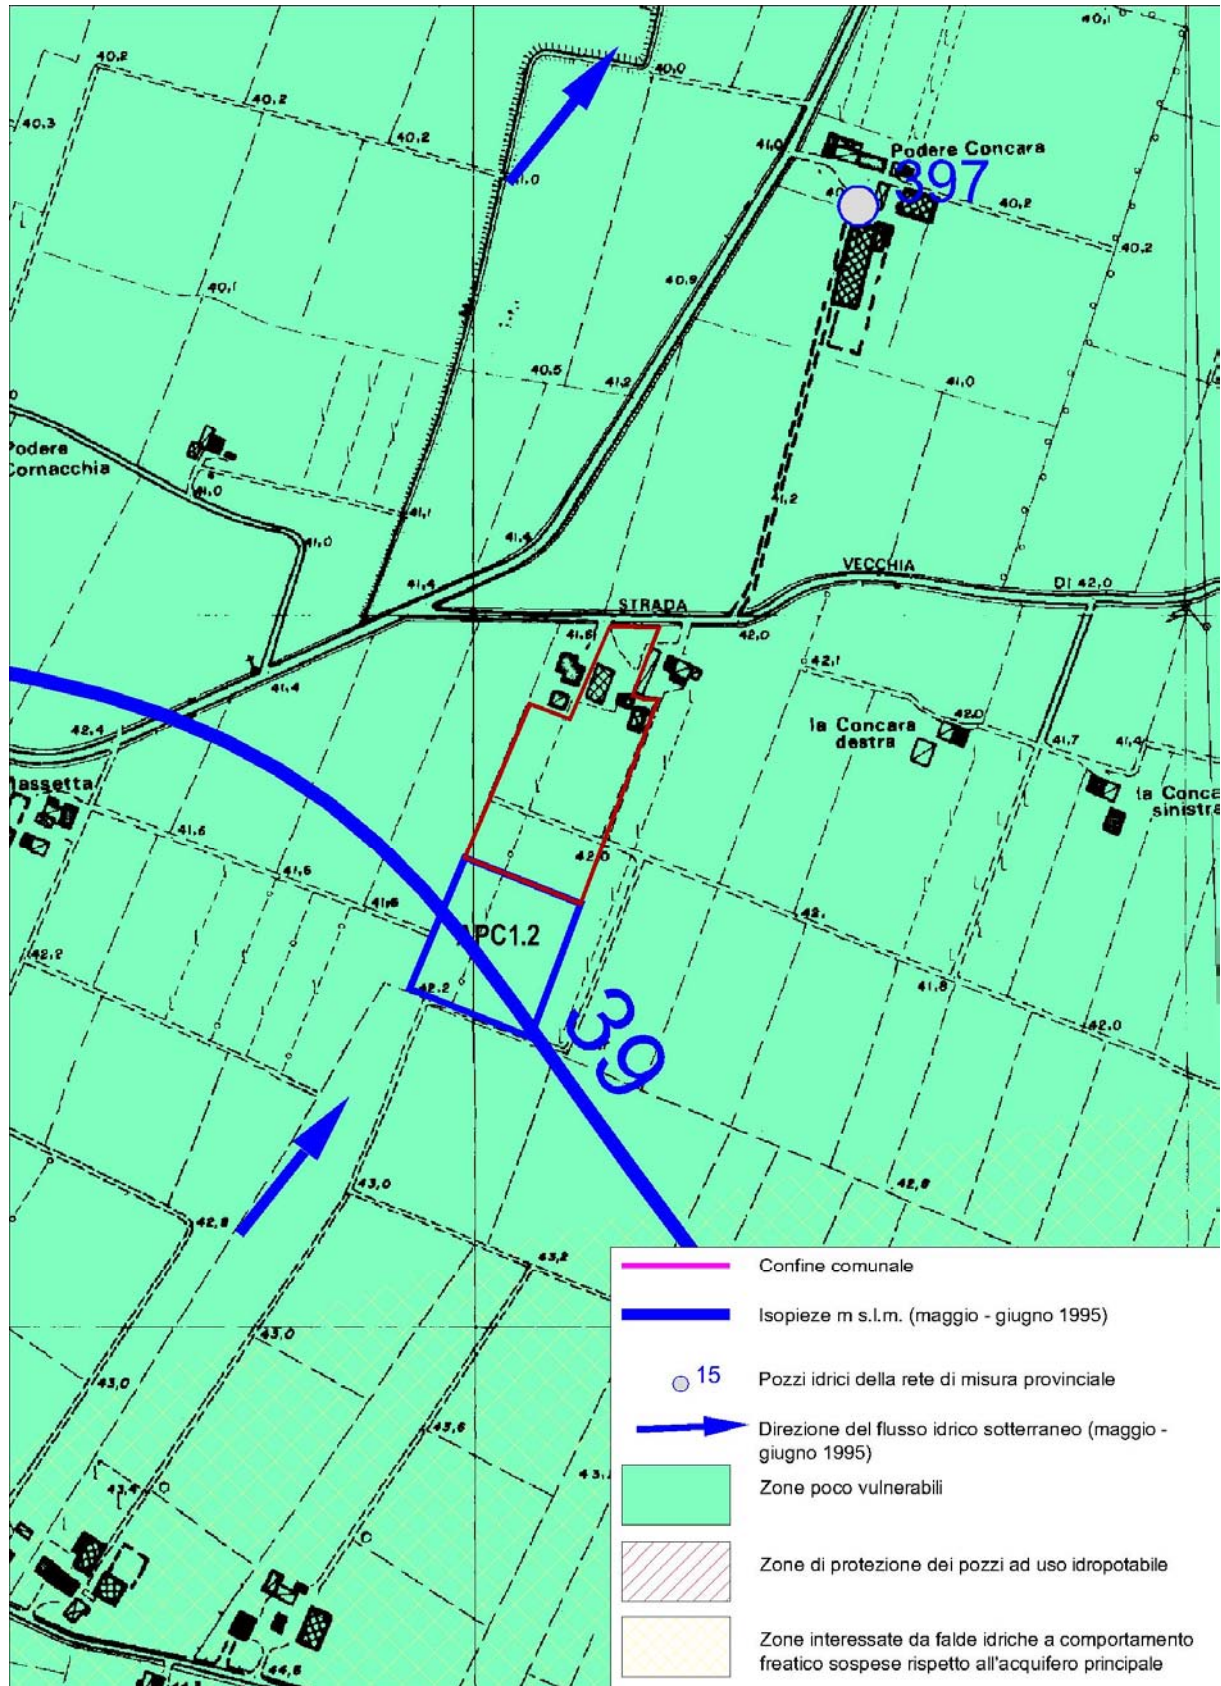 40,1
40,2
40,0
40,3
40,2
40,2
41,0
41,0
Podere Concara
397
40,2
40,2
40,1
40,9
40,5
41,2
41,0
Podere
Cornacchia
41,0
41,1
41,2
41,0
41,4
41,4
VECCHIA
STRADA
DI 42,0
41,6
42,0
42,1
41,4
42,4
la Concara
destra
42,0
41,7
41,4
la Conca
sinistra
assetta
41,6
42,0
41,6
41,6
42,
APC1.2
42,2
42,2
41,8
39
42,0
43,0
42,8
42,8
43,2
43,0
43,0
43,6
43,4
44,6
Confine comunale
Isopieze m s.l.m. (maggio - giugno 1995)
15
Pozzi idrici della rete di misura provinciale
Direzione del flusso idrico sotterraneo (maggio -
giugno 1995)
Zone poco vulnerabili
Zone di protezione dei pozzi ad uso idropotabile
Zone interessate da falde idriche a comportamento
freatico sospese rispetto all'acquifero principale